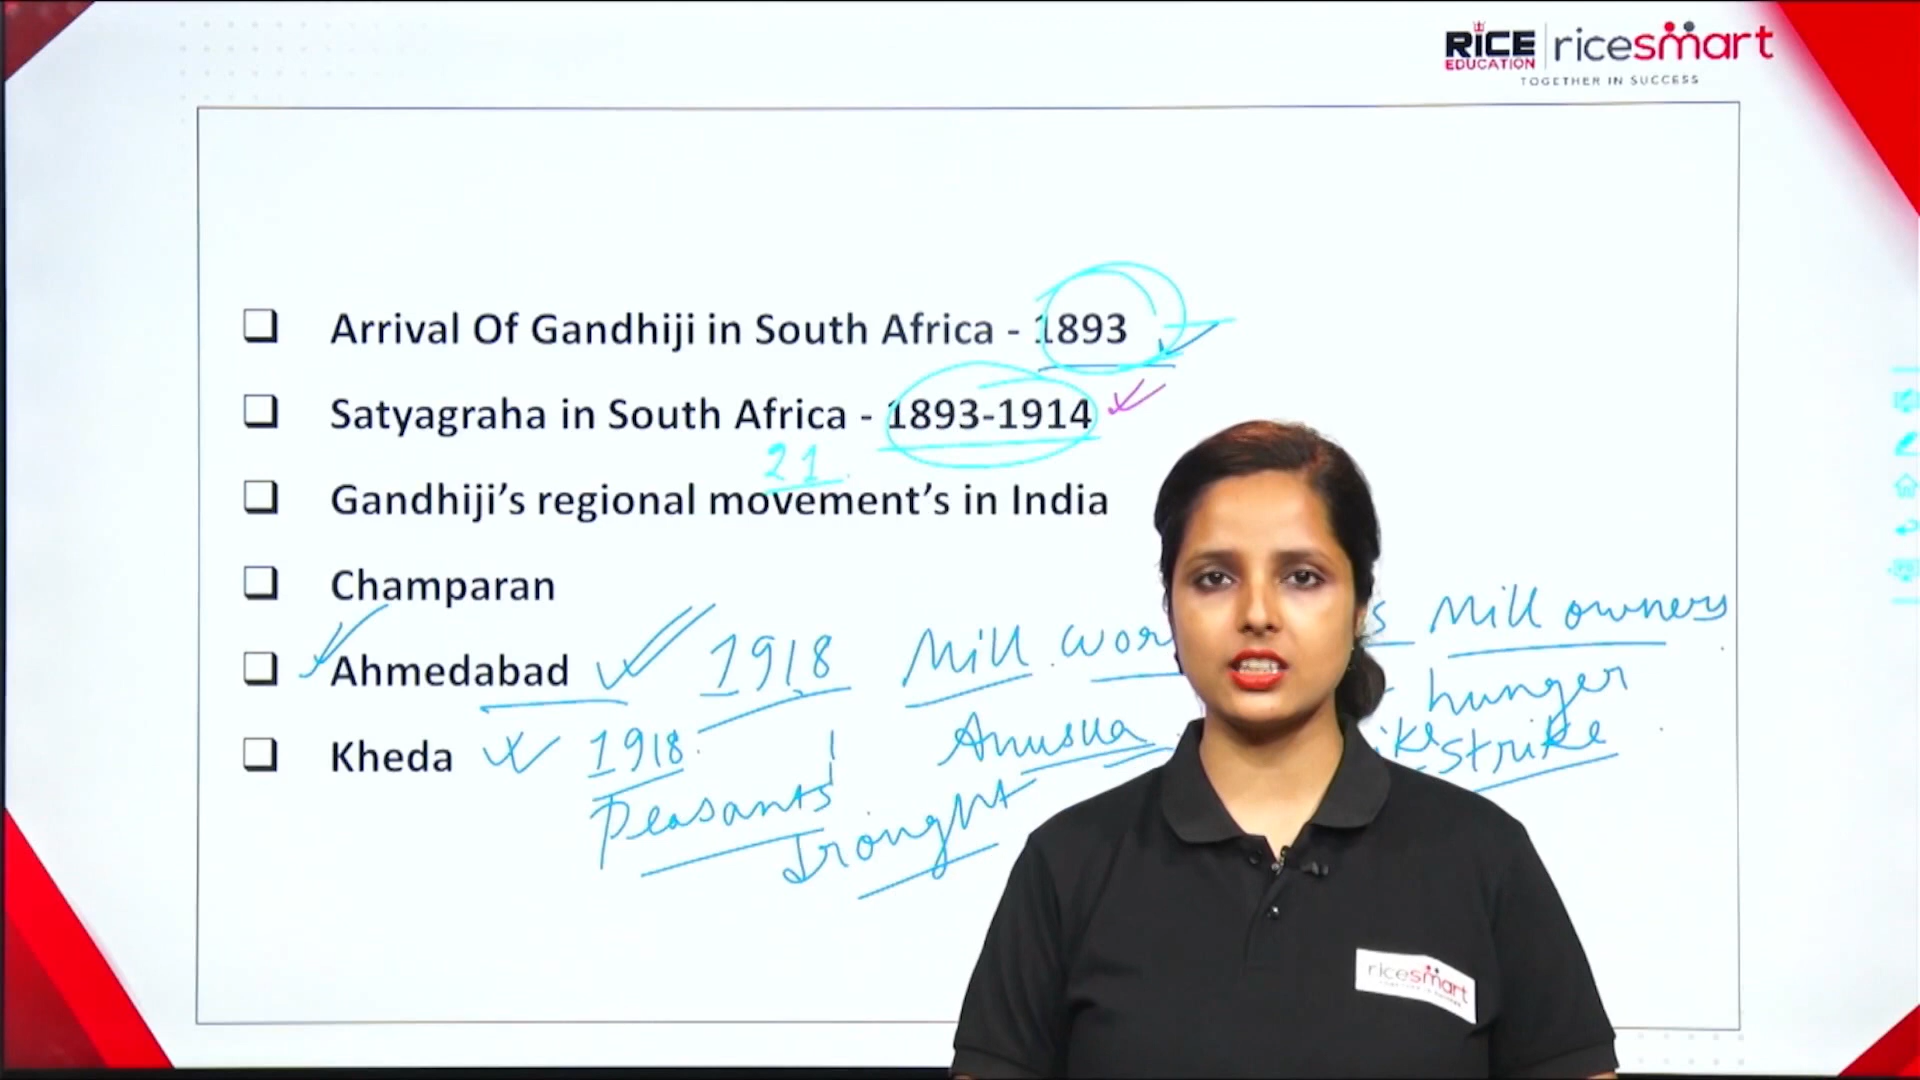 RICE EDUCATION ricesmart
TOGETHER IN SUCCESS
Arrival Of Gandhiji in South Africa - 1893
Satyagraha in South Africa - 1893-1914
21
Gandhiji’s regional movement’s in India
Champaran
Ahmedabad 1918 Mill Mill owners
hunger
Kheda 1918 Anusua strike
Peasants
Drought
ricesmart